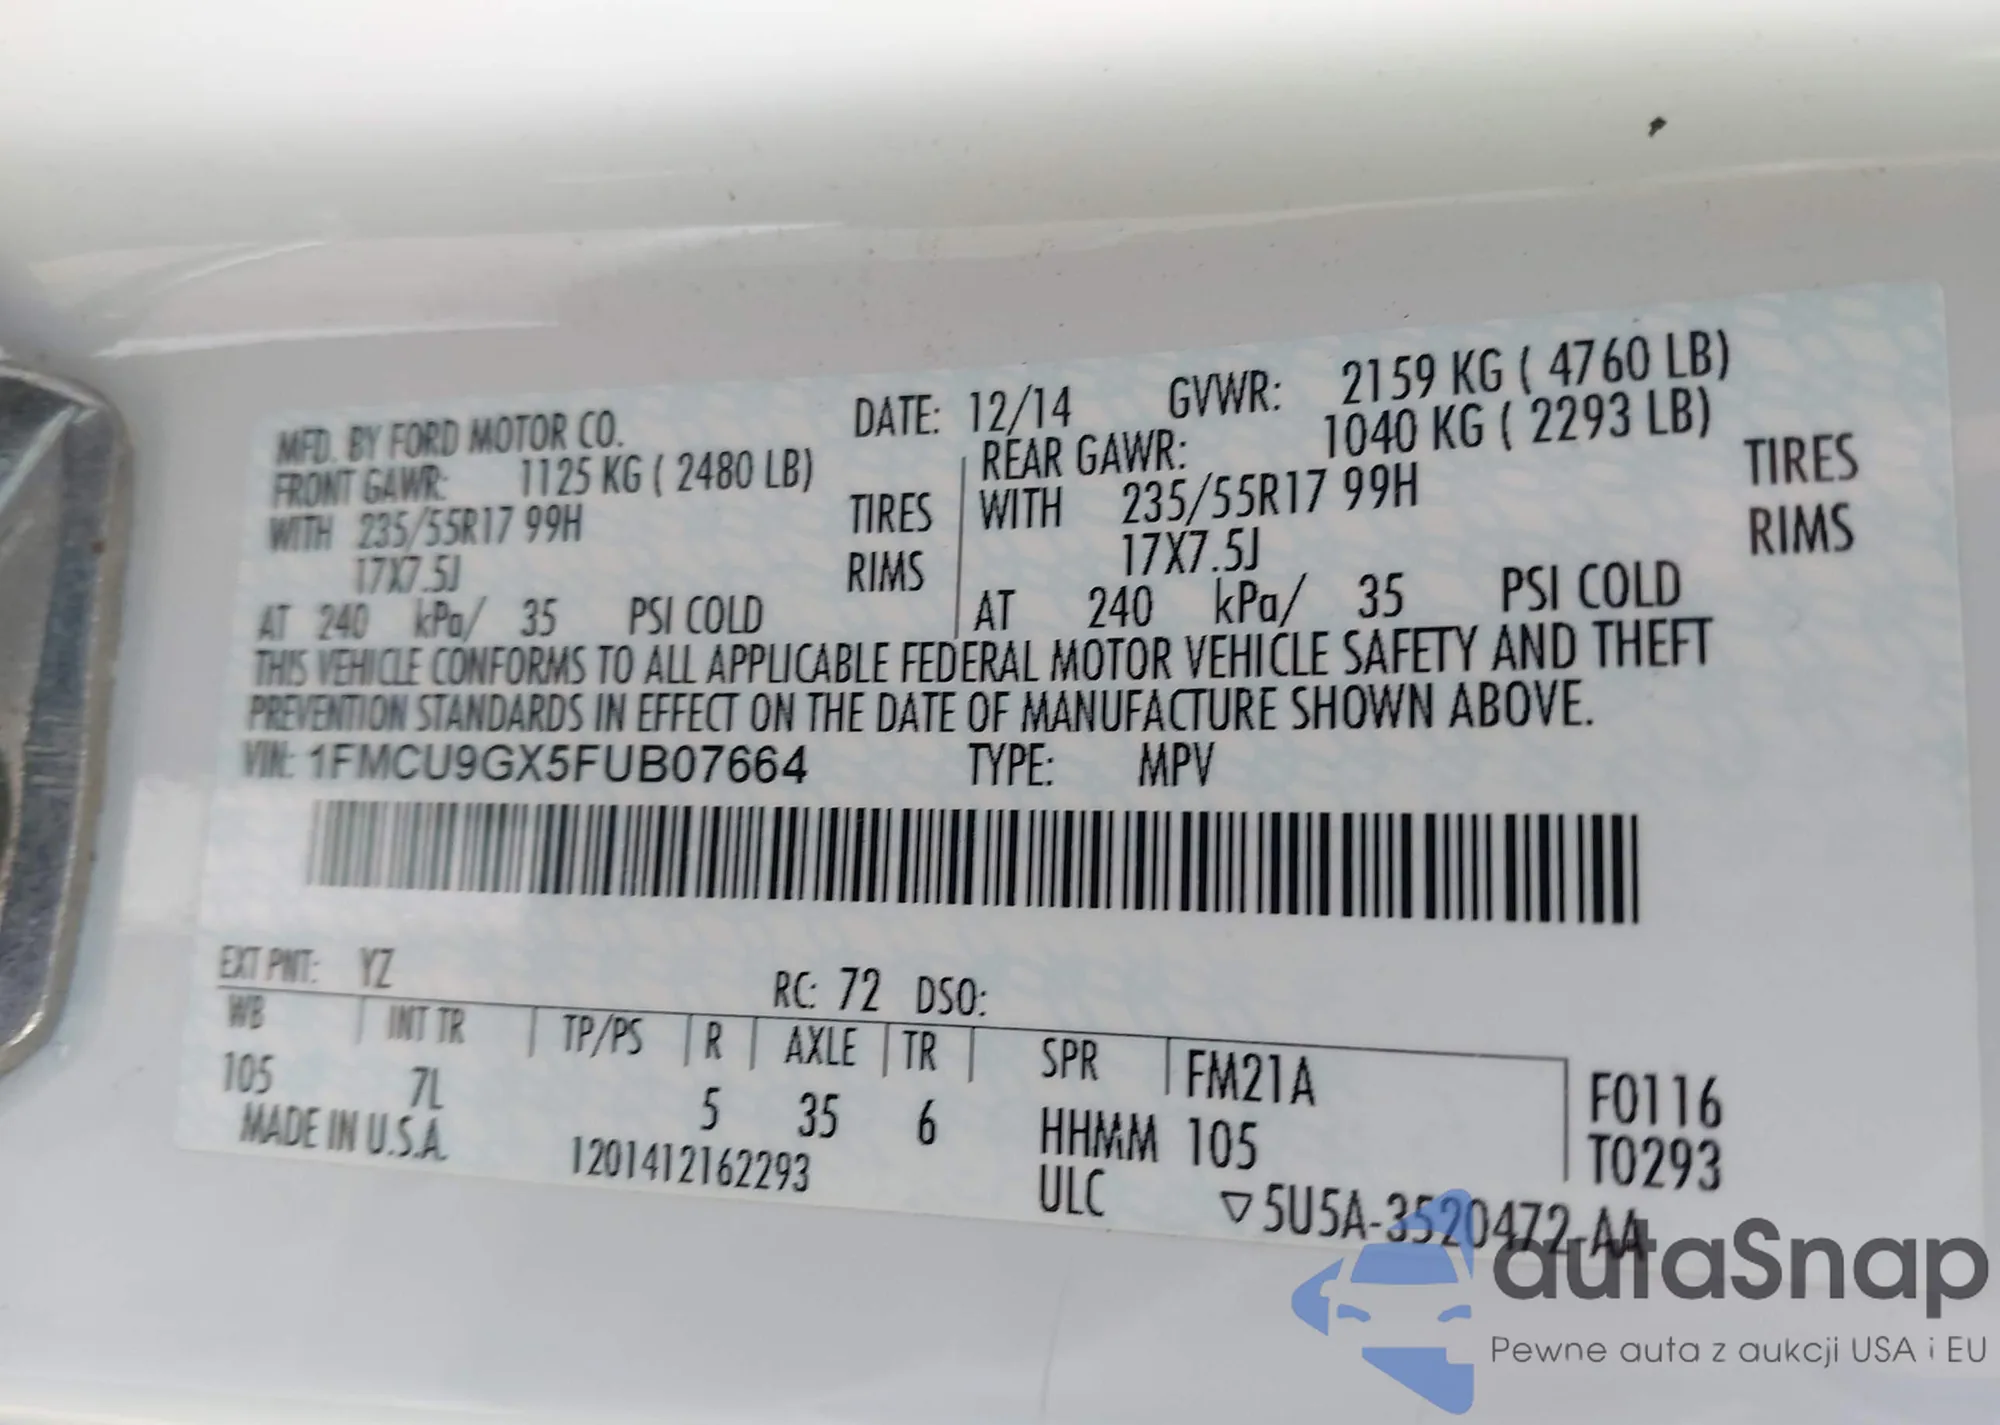 MFD. BY FORD MOTOR CO. DATE: 12/14 GVWR: 2159 KG ( 4760 LB)
FRONT GAWR: 1125 KG ( 2480 LB) REAR GAWR: 1040 KG ( 2293 LB)
WITH 235/55R17 99H TIRES WITH 235/55R17 99H TIRES
17X7.5J RIMS 17X7.5J RIMS
AT 240 kPa/ 35 PSI COLD AT 240 kPa/ 35 PSI COLD
THIS VEHICLE CONFORMS TO ALL APPLICABLE FEDERAL MOTOR VEHICLE SAFETY AND THEFT
PREVENTION STANDARDS IN EFFECT ON THE DATE OF MANUFACTURE SHOWN ABOVE.
VIN: 1FMCU9GX5FUB07664 TYPE: MPV
EXT PNT: YZ RC: 72 DSO:
WB INT TR TP/PS R AXLE TR SPR FM21A F0116
105 7L 5 35 6 HHMM 105 T0293
MADE IN U.S.A. 1201412162293 ULC ▽5U5A-3520472-AA
autaSnap
Pewne auta z aukcji USA i EU